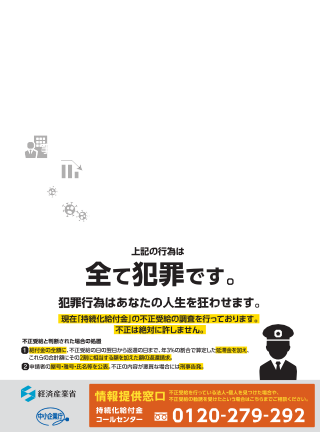 上記の行為は
全て犯罪です。
犯罪行為はあなたの人生を狂わせます。
現在「持続化給付金」の不正受給の調査を行っております。
不正は絶対に許しません。
不正受給と判断された場合の処置
1 給付金の全額に、不正受給の日の翌日から返還の日まで、年3%の割合で算定した延滞金を加え、
これらの合計額にその2割に相当する額を加えた額の返還請求。
2 申請者の屋号・雅号・氏名等を公表。不正の内容が悪質な場合には刑事告発。
経済産業省
中小企業庁
情報提供窓口
不正受給を行っている法人・個人を見つけた場合や、
不正受給の勧誘を受けたという場合はこちらまでご相談ください。
持続化給付金
コールセンター
0120-279-292